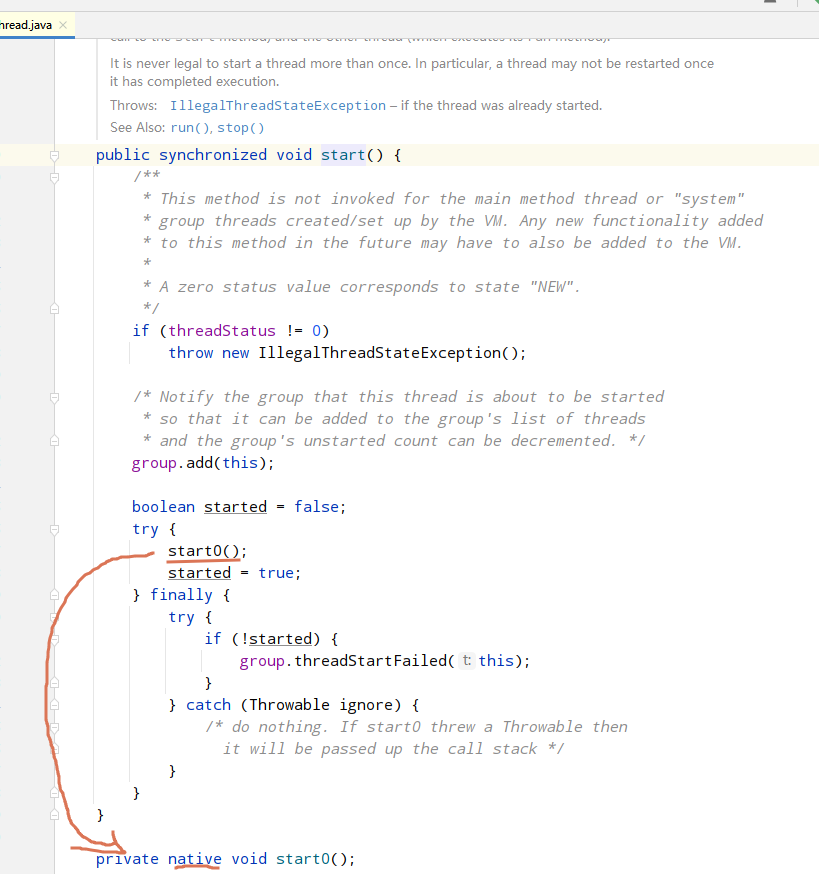 hread.java
It is never legal to start a thread more than once. In particular, a thread may not be restarted once
it has completed execution.
Throws: IllegalThreadStateException – if the thread was already started.
See Also: run(), stop()
public synchronized void start() {
/**
* This method is not invoked for the main method thread or "system"
* group threads created/set up by the VM. Any new functionality added
* to this method in the future may have to also be added to the VM.
*
* A zero status value corresponds to state "NEW".
*/
if (threadStatus != 0)
throw new IllegalThreadStateException();
/* Notify the group that this thread is about to be started
* so that it can be added to the group's list of threads
* and the group's unstarted count can be decremented. */
group.add(this);
boolean started = false;
try {
start0();
started = true;
} finally {
try {
if (!started) {
group.threadStartFailed( t: this);
}
} catch (Throwable ignore) {
/* do nothing. If start0 threw a Throwable then
it will be passed up the call stack */
}
}
}
private native void start0();